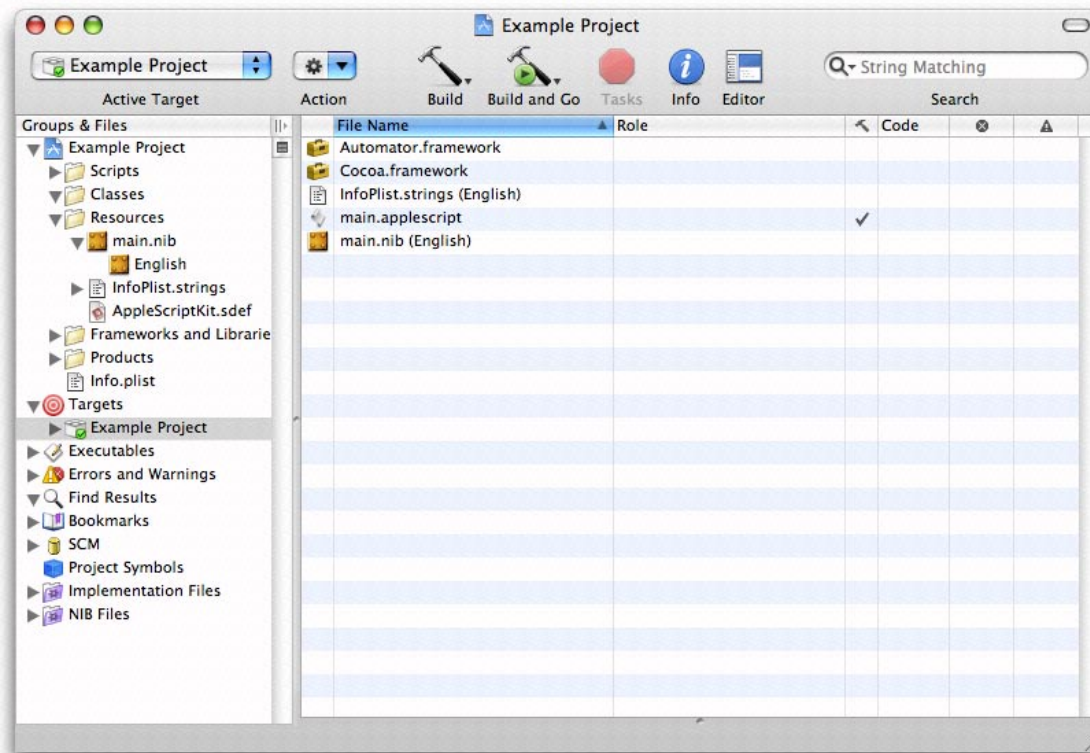 Example Project
Example Project
String Matching
Active Target
Action
Build
Build and Go
Tasks
Info
Editor
Search
Groups & Files
File Name
Role
Code
Example Project
Scripts
Classes
Resources
main.nib
English
InfoPlist.strings
AppleScriptKit.sdef
Frameworks and Librarie
Products
Info.plist
Targets
Example Project
Executables
Errors and Warnings
Find Results
Bookmarks
SCM
Project Symbols
Implementation Files
NIB Files
Automator.framework
Cocoa.framework
InfoPlist.strings (English)
main.applescript
main.nib (English)